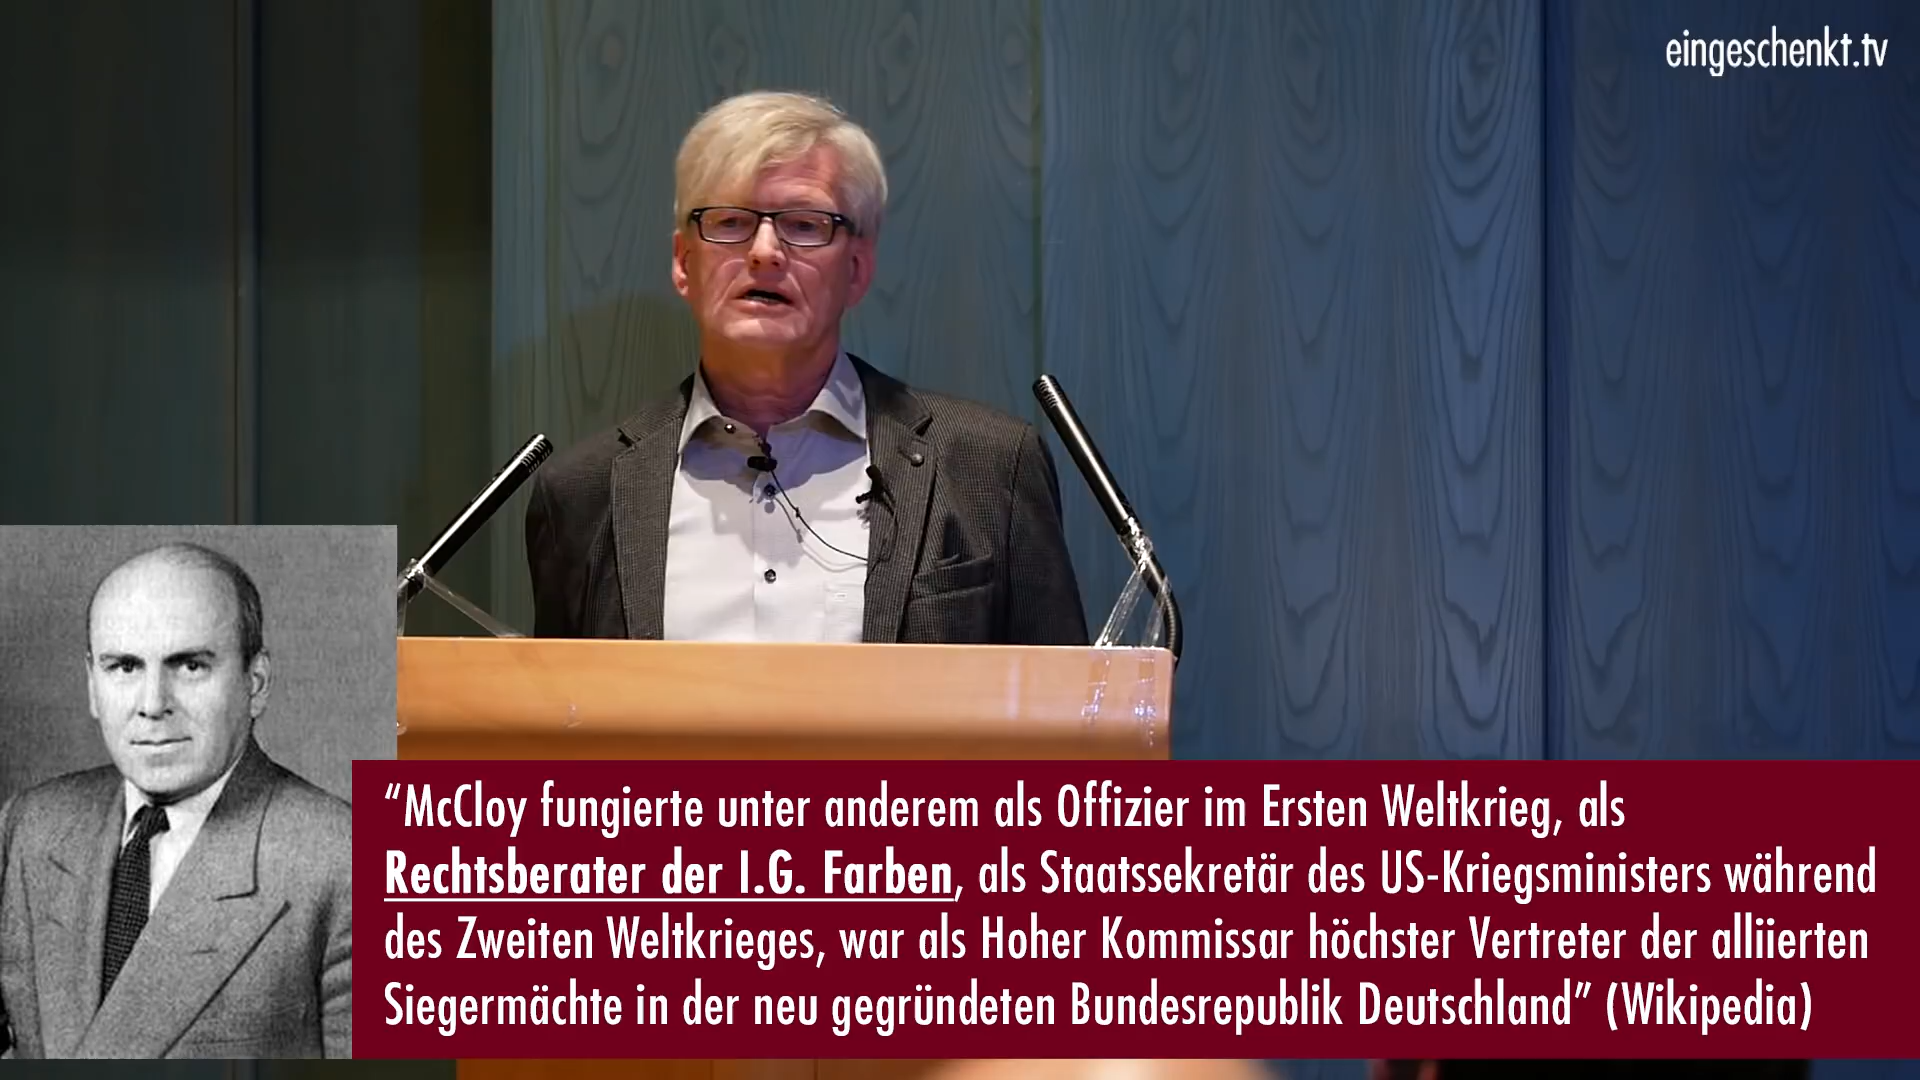 eingeschenkt.tv
“McCloy fungierte unter anderem als Offizier im Ersten Weltkrieg, als
Rechtsberater der I.G. Farben, als Staatssekretär des US-Kriegsministers während
des Zweiten Weltkrieges, war als Hoher Kommissar höchster Vertreter der alliierten
Siegermächte in der neu gegründeten Bundesrepublik Deutschland” (Wikipedia)